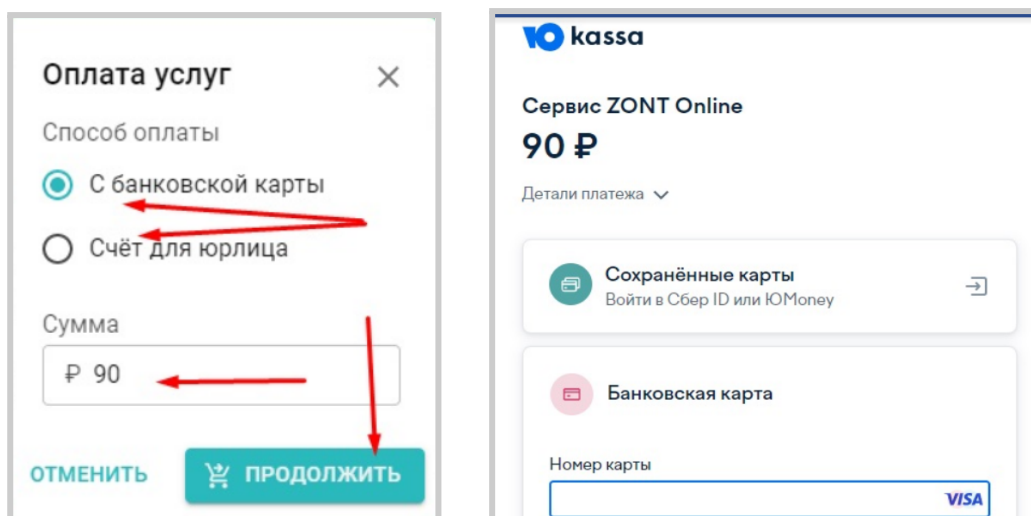 Оплата услуг
Способ оплаты
С банковской карты
Счёт для юрлица
Сумма
₽ 90
ОТМЕНИТЬ
ПРОДОЛЖИТЬ
Ю kassa
Сервис ZONT Online
90 ₽
Детали платежа
Сохранённые карты
Войти в Сбер ID или ЮMoney
Банковская карта
Номер карты
VISA